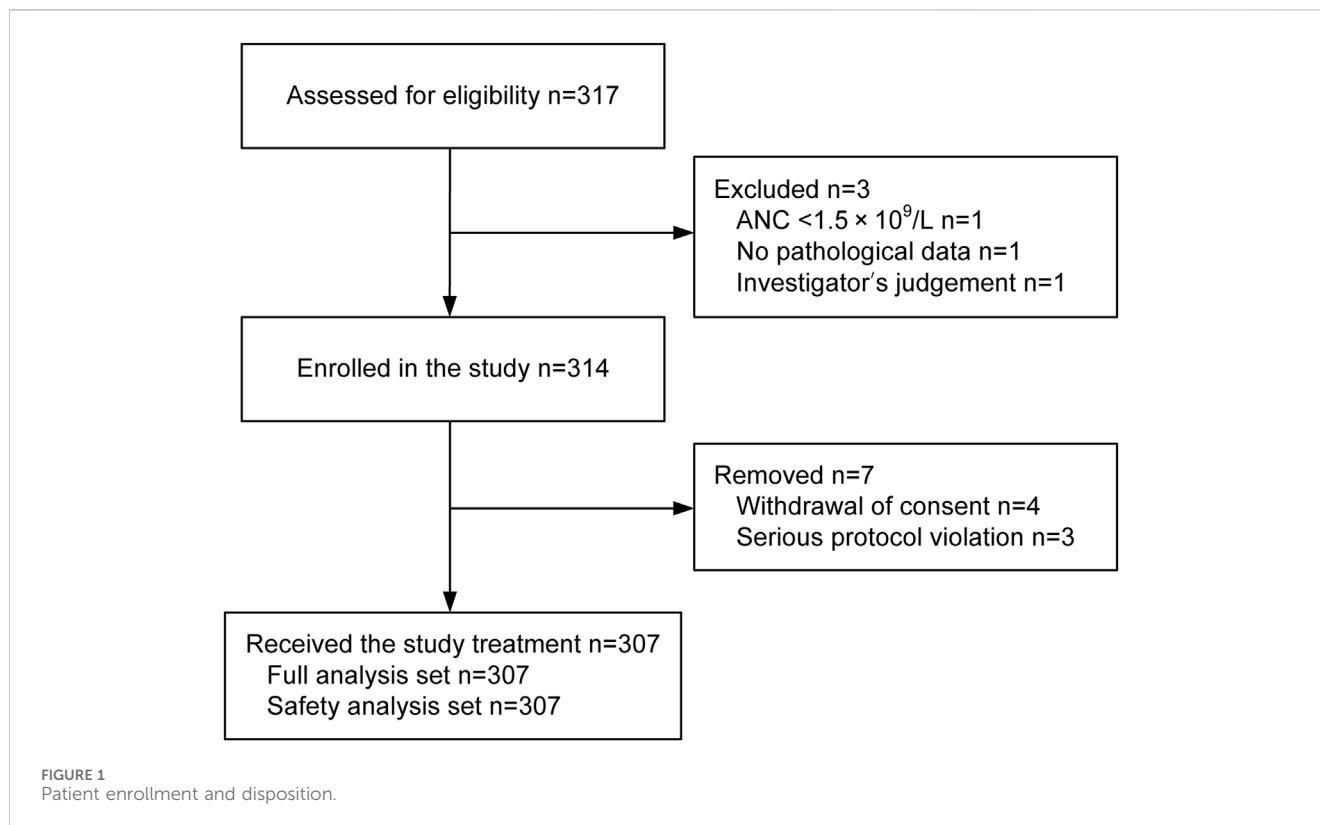 Assessed for eligibility n=317
Excluded n=3
ANC <1.5 × 10⁹/L n=1
No pathological data n=1
Investigator′s judgement n=1
Enrolled in the study n=314
Removed n=7
Withdrawal of consent n=4
Serious protocol violation n=3
Received the study treatment n=307
Full analysis set n=307
Safety analysis set n=307
FIGURE 1
Patient enrollment and disposition.